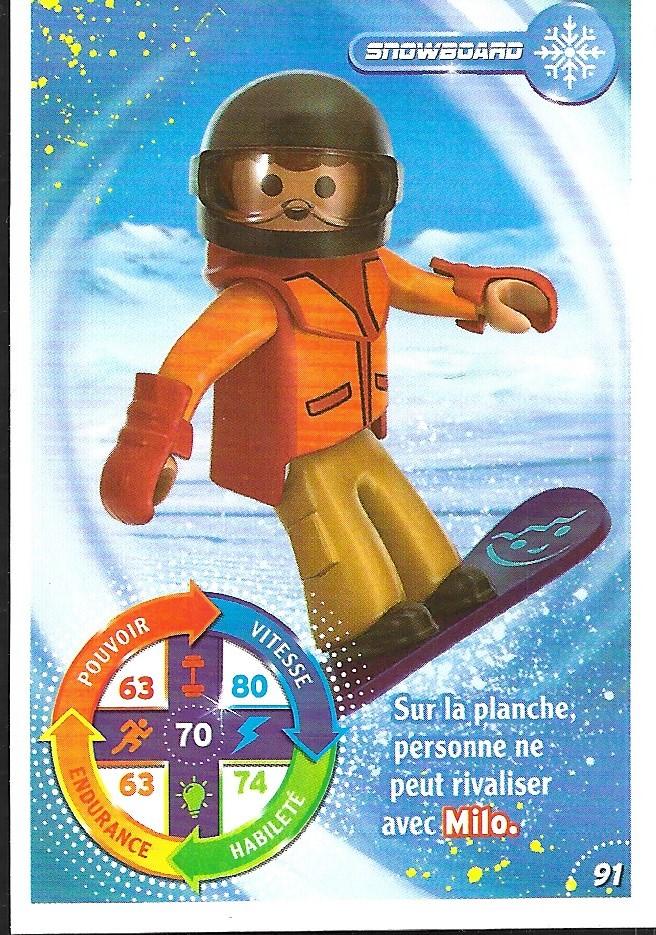 SNOWBOARD
POUVOIR
VITESSE
63
80
70
63
74
ENDURANCE
HABILETÉ
Sur la planche,
personne ne
peut rivaliser
avec Milo.
91